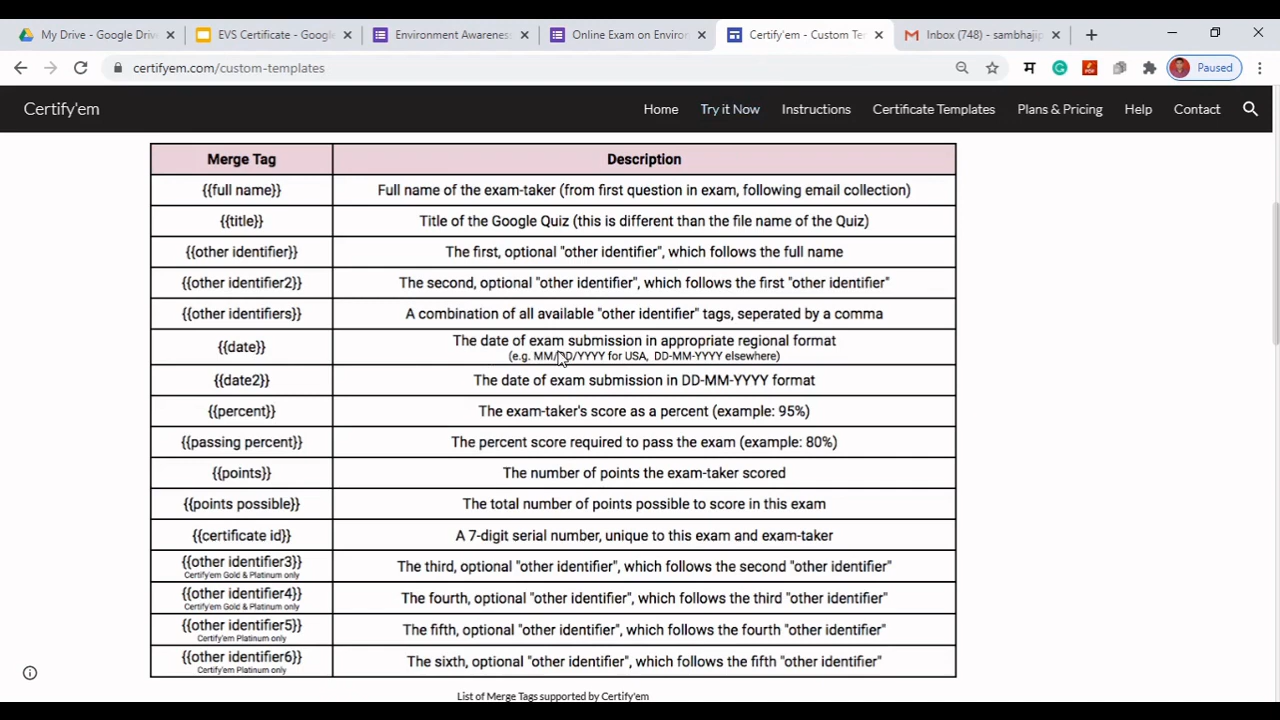 My Drive - Google Driv
EVS Certificate - Google
Environment Awareness
Online Exam on Environ
Certify'em - Custom Te
Inbox (748) - sambhajip
certifyem.com/custom-templates
म
PDF
Paused
Certify'em
Home
Try it Now
Instructions
Certificate Templates
Plans & Pricing
Help
Contact
Merge Tag Description
{{full name}} Full name of the exam-taker (from first question in exam, following email collection)
{{title}} Title of the Google Quiz (this is different than the file name of the Quiz)
{{other identifier}} The first, optional "other identifier", which follows the full name
{{other identifier2}} The second, optional "other identifier", which follows the first "other identifier"
{{other identifiers}} A combination of all available "other identifier" tags, seperated by a comma
{{date}} The date of exam submission in appropriate regional format
(e.g. MM/DD/YYYY for USA, DD-MM-YYYY elsewhere)
{{date2}} The date of exam submission in DD-MM-YYYY format
{{percent}} The exam-taker's score as a percent (example: 95%)
{{passing percent}} The percent score required to pass the exam (example: 80%)
{{points}} The number of points the exam-taker scored
{{points possible}} The total number of points possible to score in this exam
{{certificate id}} A 7-digit serial number, unique to this exam and exam-taker
{{other identifier3}} The third, optional "other identifier", which follows the second "other identifier"
Certify'em Gold & Platinum only
{{other identifier4}} The fourth, optional "other identifier", which follows the third "other identifier"
Certify'em Gold & Platinum only
{{other identifier5}} The fifth, optional "other identifier", which follows the fourth "other identifier"
Certify'em Platinum only
{{other identifier6}} The sixth, optional "other identifier", which follows the fifth "other identifier"
Certify'em Platinum only
List of Merge Tags supported by Certify'em